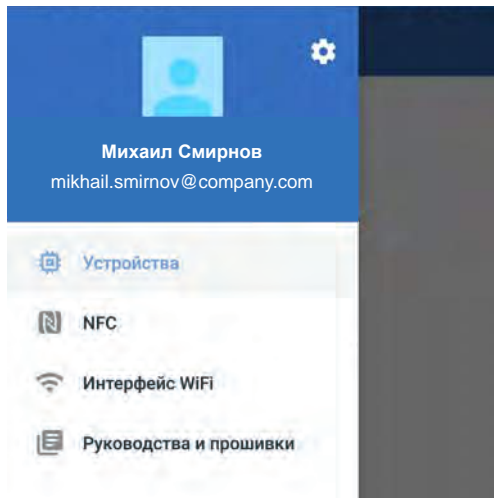 Михаил Смирнов
mikhail.smirnov@company.com
Устройства
NFC
Интерфейс WiFi
Руководства и прошивки